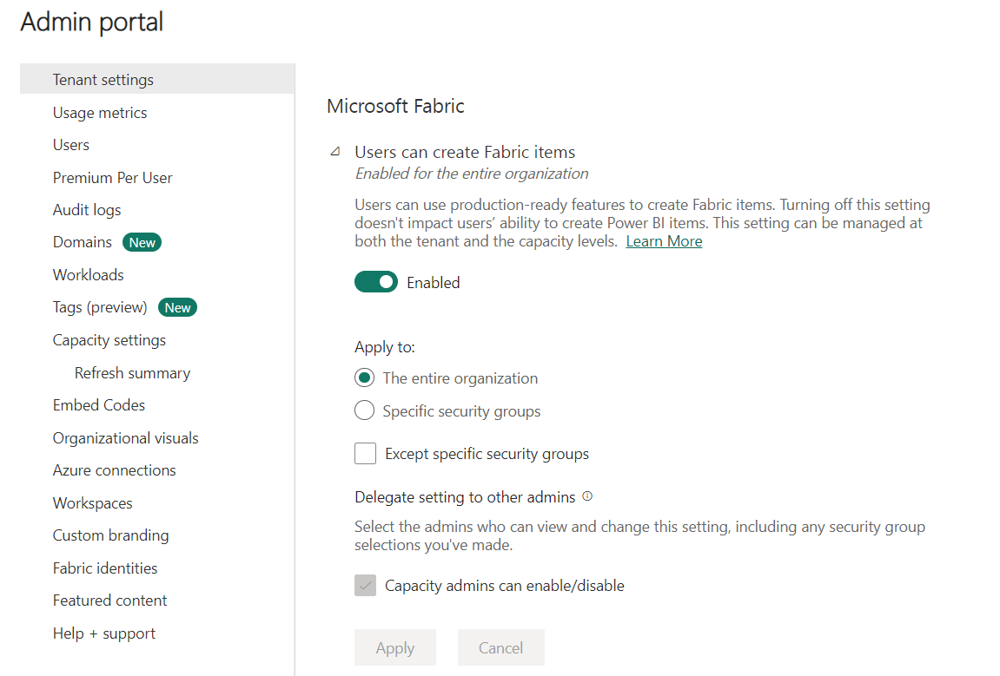 Admin portal
Tenant settings
Usage metrics
Users
Premium Per User
Audit logs
Domains New
Workloads
Tags (preview) New
Capacity settings
Refresh summary
Embed Codes
Organizational visuals
Azure connections
Workspaces
Custom branding
Fabric identities
Featured content
Help + support
Microsoft Fabric
Users can create Fabric items
Enabled for the entire organization
Users can use production-ready features to create Fabric items. Turning off this setting
doesn't impact users’ ability to create Power BI items. This setting can be managed at
both the tenant and the capacity levels. Learn More
Enabled
Apply to:
The entire organization
Specific security groups
Except specific security groups
Delegate setting to other admins
Select the admins who can view and change this setting, including any security group
selections you've made.
Capacity admins can enable/disable
Apply Cancel